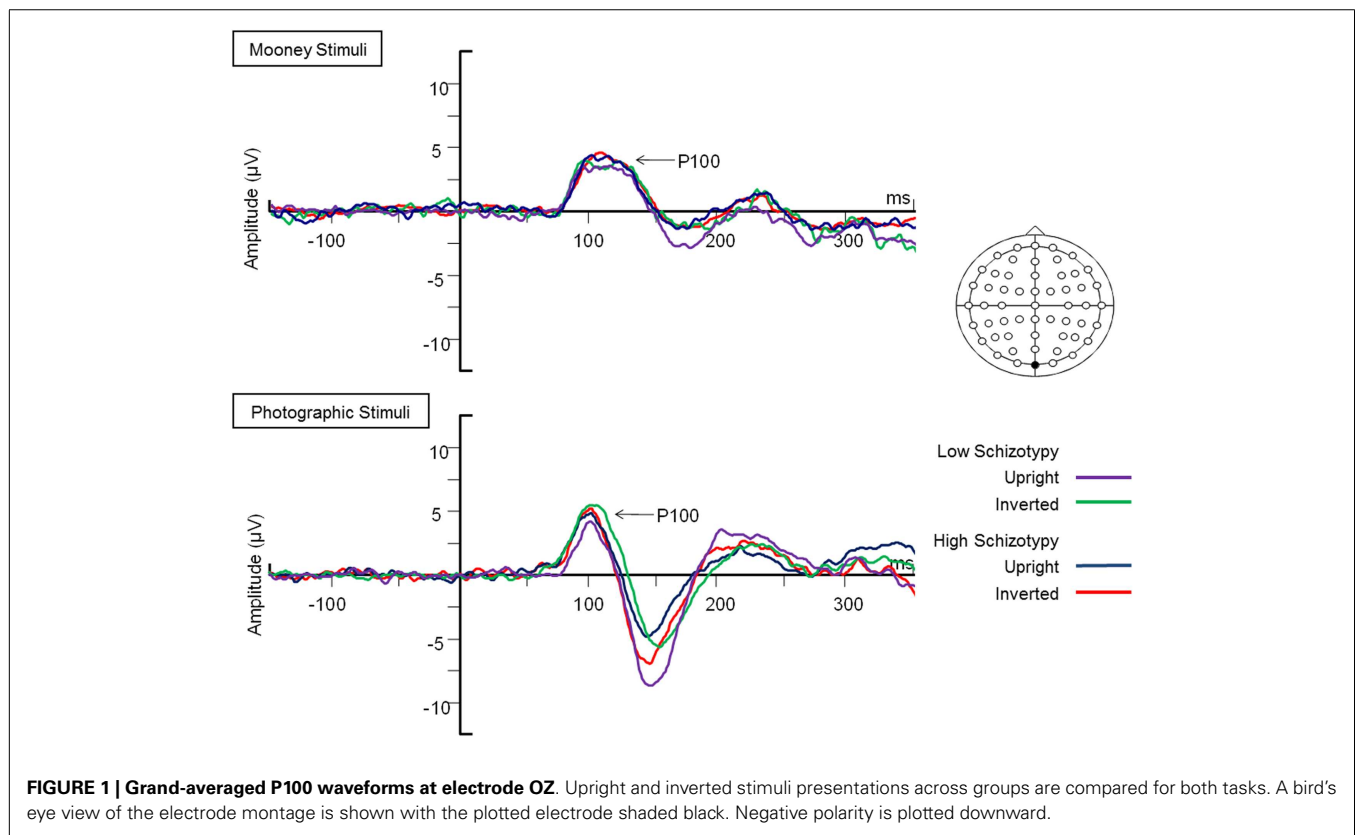 Mooney Stimuli
10
5
P100
ms
Amplitude (µV)
-100
100
200
300
-5
-10
Photographic Stimuli
10
5
P100
ms
Amplitude (µV)
-100
100
200
300
-5
-10
Low Schizotypy
Upright
Inverted
High Schizotypy
Upright
Inverted
FIGURE 1 | Grand-averaged P100 waveforms at electrode OZ. Upright and inverted stimuli presentations across groups are compared for both tasks. A bird's
eye view of the electrode montage is shown with the plotted electrode shaded black. Negative polarity is plotted downward.